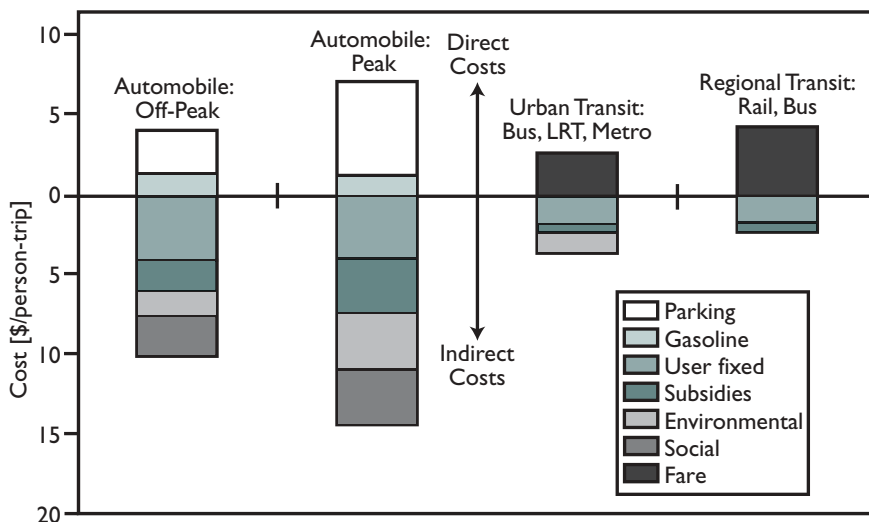 10
5
0
5
10
15
20
Cost [$/person-trip]
Automobile:
Off-Peak
Automobile:
Peak
Direct
Costs
Indirect
Costs
Urban Transit:
Bus, LRT, Metro
Regional Transit:
Rail, Bus
Parking
Gasoline
User fixed
Subsidies
Environmental
Social
Fare